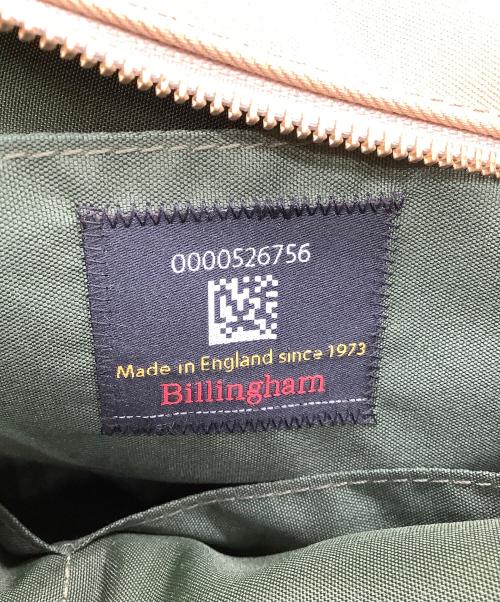 0000526756
Made in England since 1973
Billingham